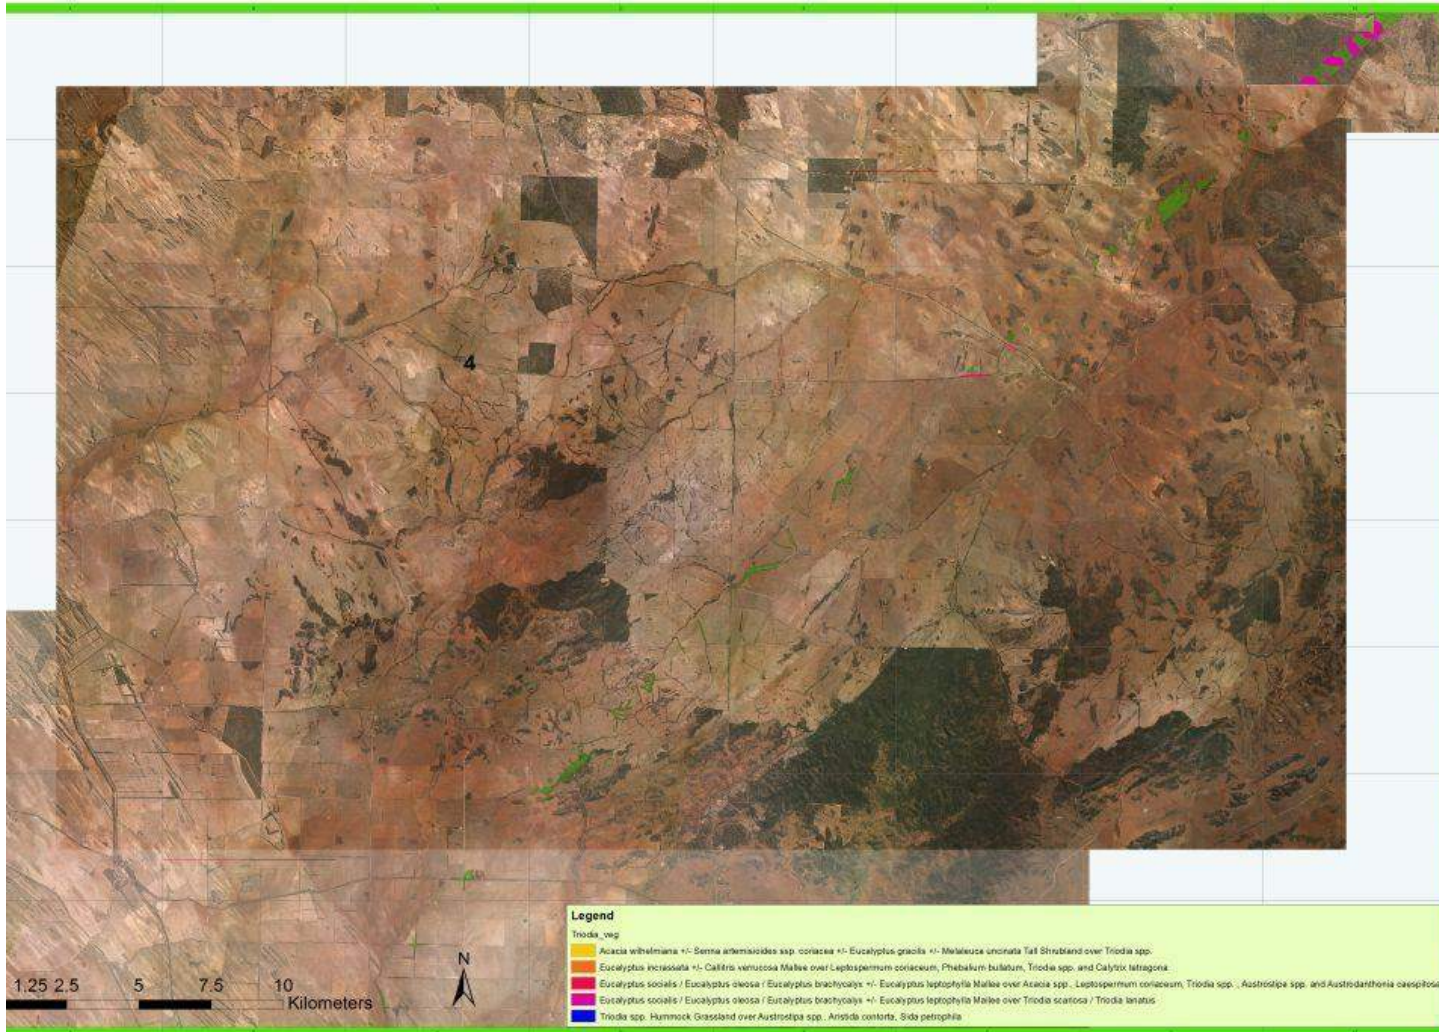 4
N
1.25 2.5 5 7.5 10
Kilometers
Legend
Triodia_veg
Acacia wilhelmiana +/- Senna artemisioides ssp. coriacea +/- Eucalyptus gracilis +/- Melaleuca uncinata Tall Shrubland over Triodia spp.
Eucalyptus incrassata +/- Callitris verrucosa Mallee over Leptospermum coriaceum, Phebalium bullatum, Triodia spp. and Calytrix tetragona
Eucalyptus socialis / Eucalyptus oleosa / Eucalyptus brachycalyx +/- Eucalyptus leptophylla Mallee over Acacia spp., Leptospermum coriaceum, Triodia spp. , Austrostipa spp. and Austrodanthonia caespitosa
Eucalyptus socialis / Eucalyptus oleosa / Eucalyptus brachycalyx +/- Eucalyptus leptophylla Mallee over Triodia scariosa / Triodia lanatus
Triodia spp. Hummock Grassland over Austrostipa spp., Aristida contorta, Sida petrophila